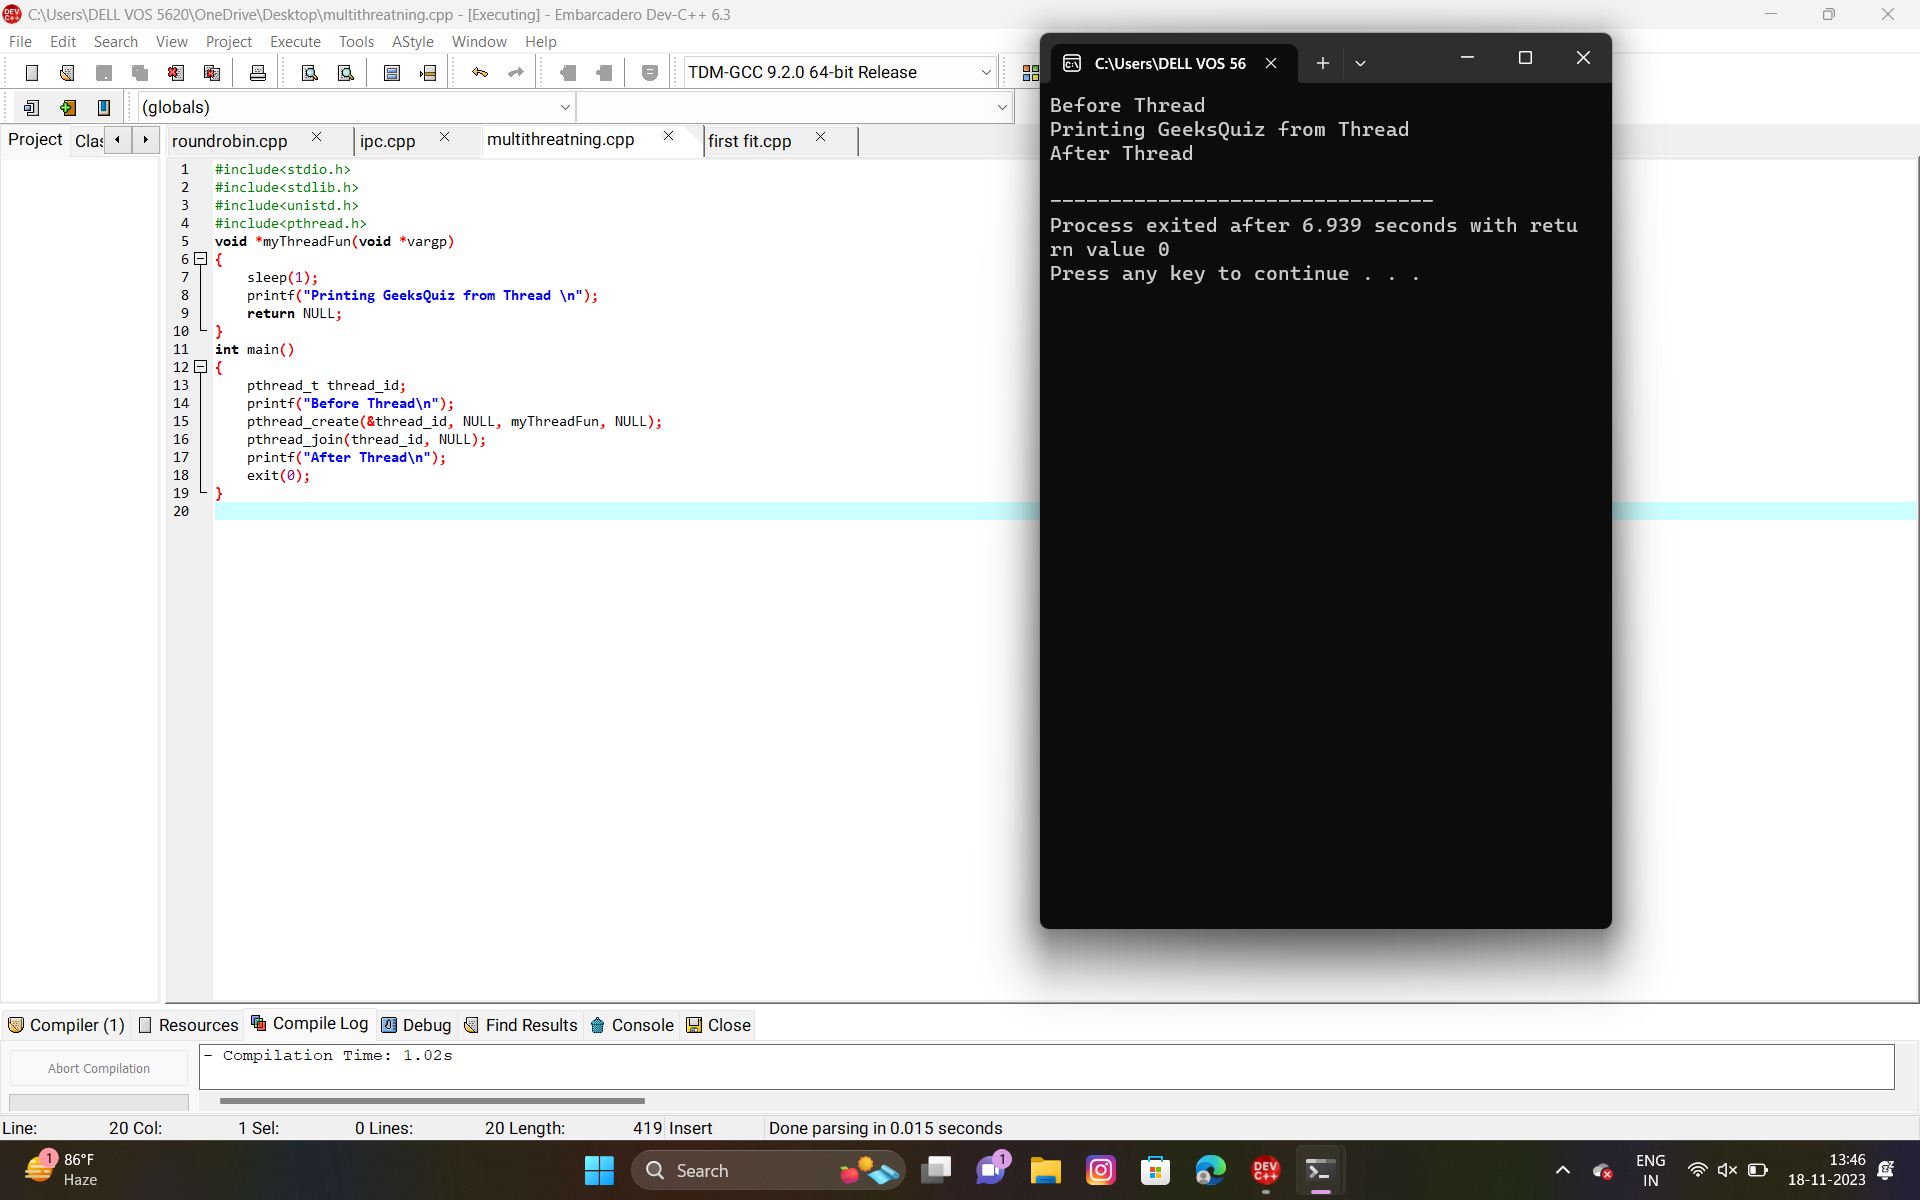 C:\Users\DELL VOS 5620\OneDrive\Desktop\multithreatning.cpp - [Executing] - Embarcadero Dev-C++ 6.3
File Edit Search View Project Execute Tools AStyle Window Help
TDM-GCC 9.2.0 64-bit Release
(globals)
Project Clas roundrobin.cpp ipc.cpp multithreatning.cpp first fit.cpp
1 #include<stdio.h>
2 #include<stdlib.h>
3 #include<unistd.h>
4 #include<pthread.h>
5 void *myThreadFun(void *vargp)
6 {
7 sleep(1);
8 printf("Printing GeeksQuiz from Thread \n");
9 return NULL;
10 }
11 int main()
12 {
13 pthread_t thread_id;
14 printf("Before Thread\n");
15 pthread_create(&thread_id, NULL, myThreadFun, NULL);
16 pthread_join(thread_id, NULL);
17 printf("After Thread\n");
18 exit(0);
19 }
20
C:\Users\DELL VOS 56
Before Thread
Printing GeeksQuiz from Thread
After Thread
--------------------------------
Process exited after 6.939 seconds with retu
rn value 0
Press any key to continue . . .
Compiler (1) Resources Compile Log Debug Find Results Console Close
Abort Compilation
- Compilation Time: 1.02s
Line: 20 Col: 1 Sel: 0 Lines: 20 Length: 419 Insert Done parsing in 0.015 seconds
1 86°F
Haze
Search
1
DEV C++
ENG
IN
13:46
18-11-2023